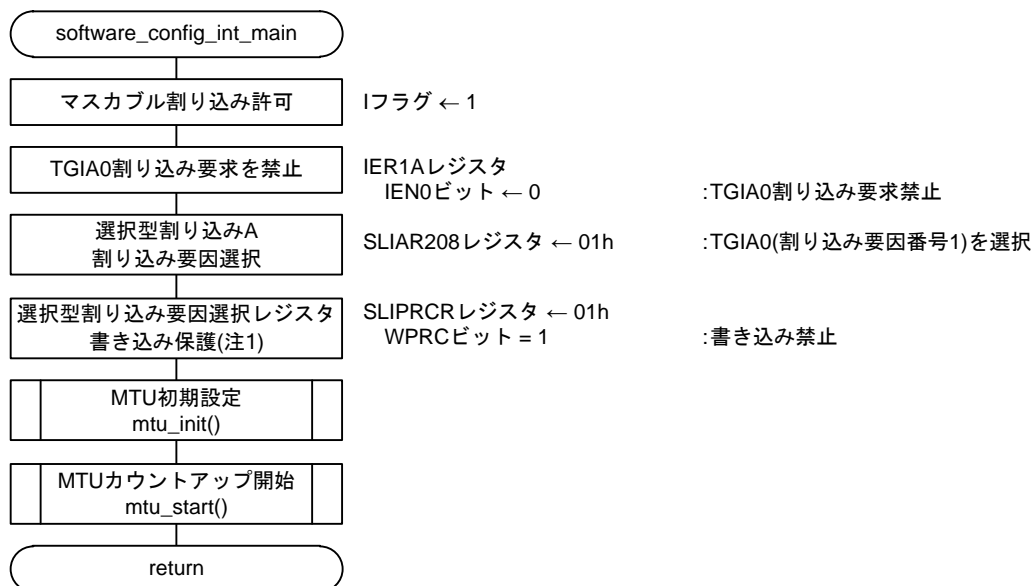 software_config_int_main
マスカブル割り込み許可
Iフラグ ← 1
TGIA0割り込み要求を禁止
IER1Aレジスタ
IEN0ビット ← 0 :TGIA0割り込み要求禁止
選択型割り込みA
割り込み要因選択
SLIAR208レジスタ ← 01h :TGIA0(割り込み要因番号1)を選択
選択型割り込み要因選択レジスタ
書き込み保護(注1)
SLIPRCRレジスタ ← 01h
WPRCビット = 1 :書き込み禁止
MTU初期設定
mtu_init()
MTUカウントアップ開始
mtu_start()
return